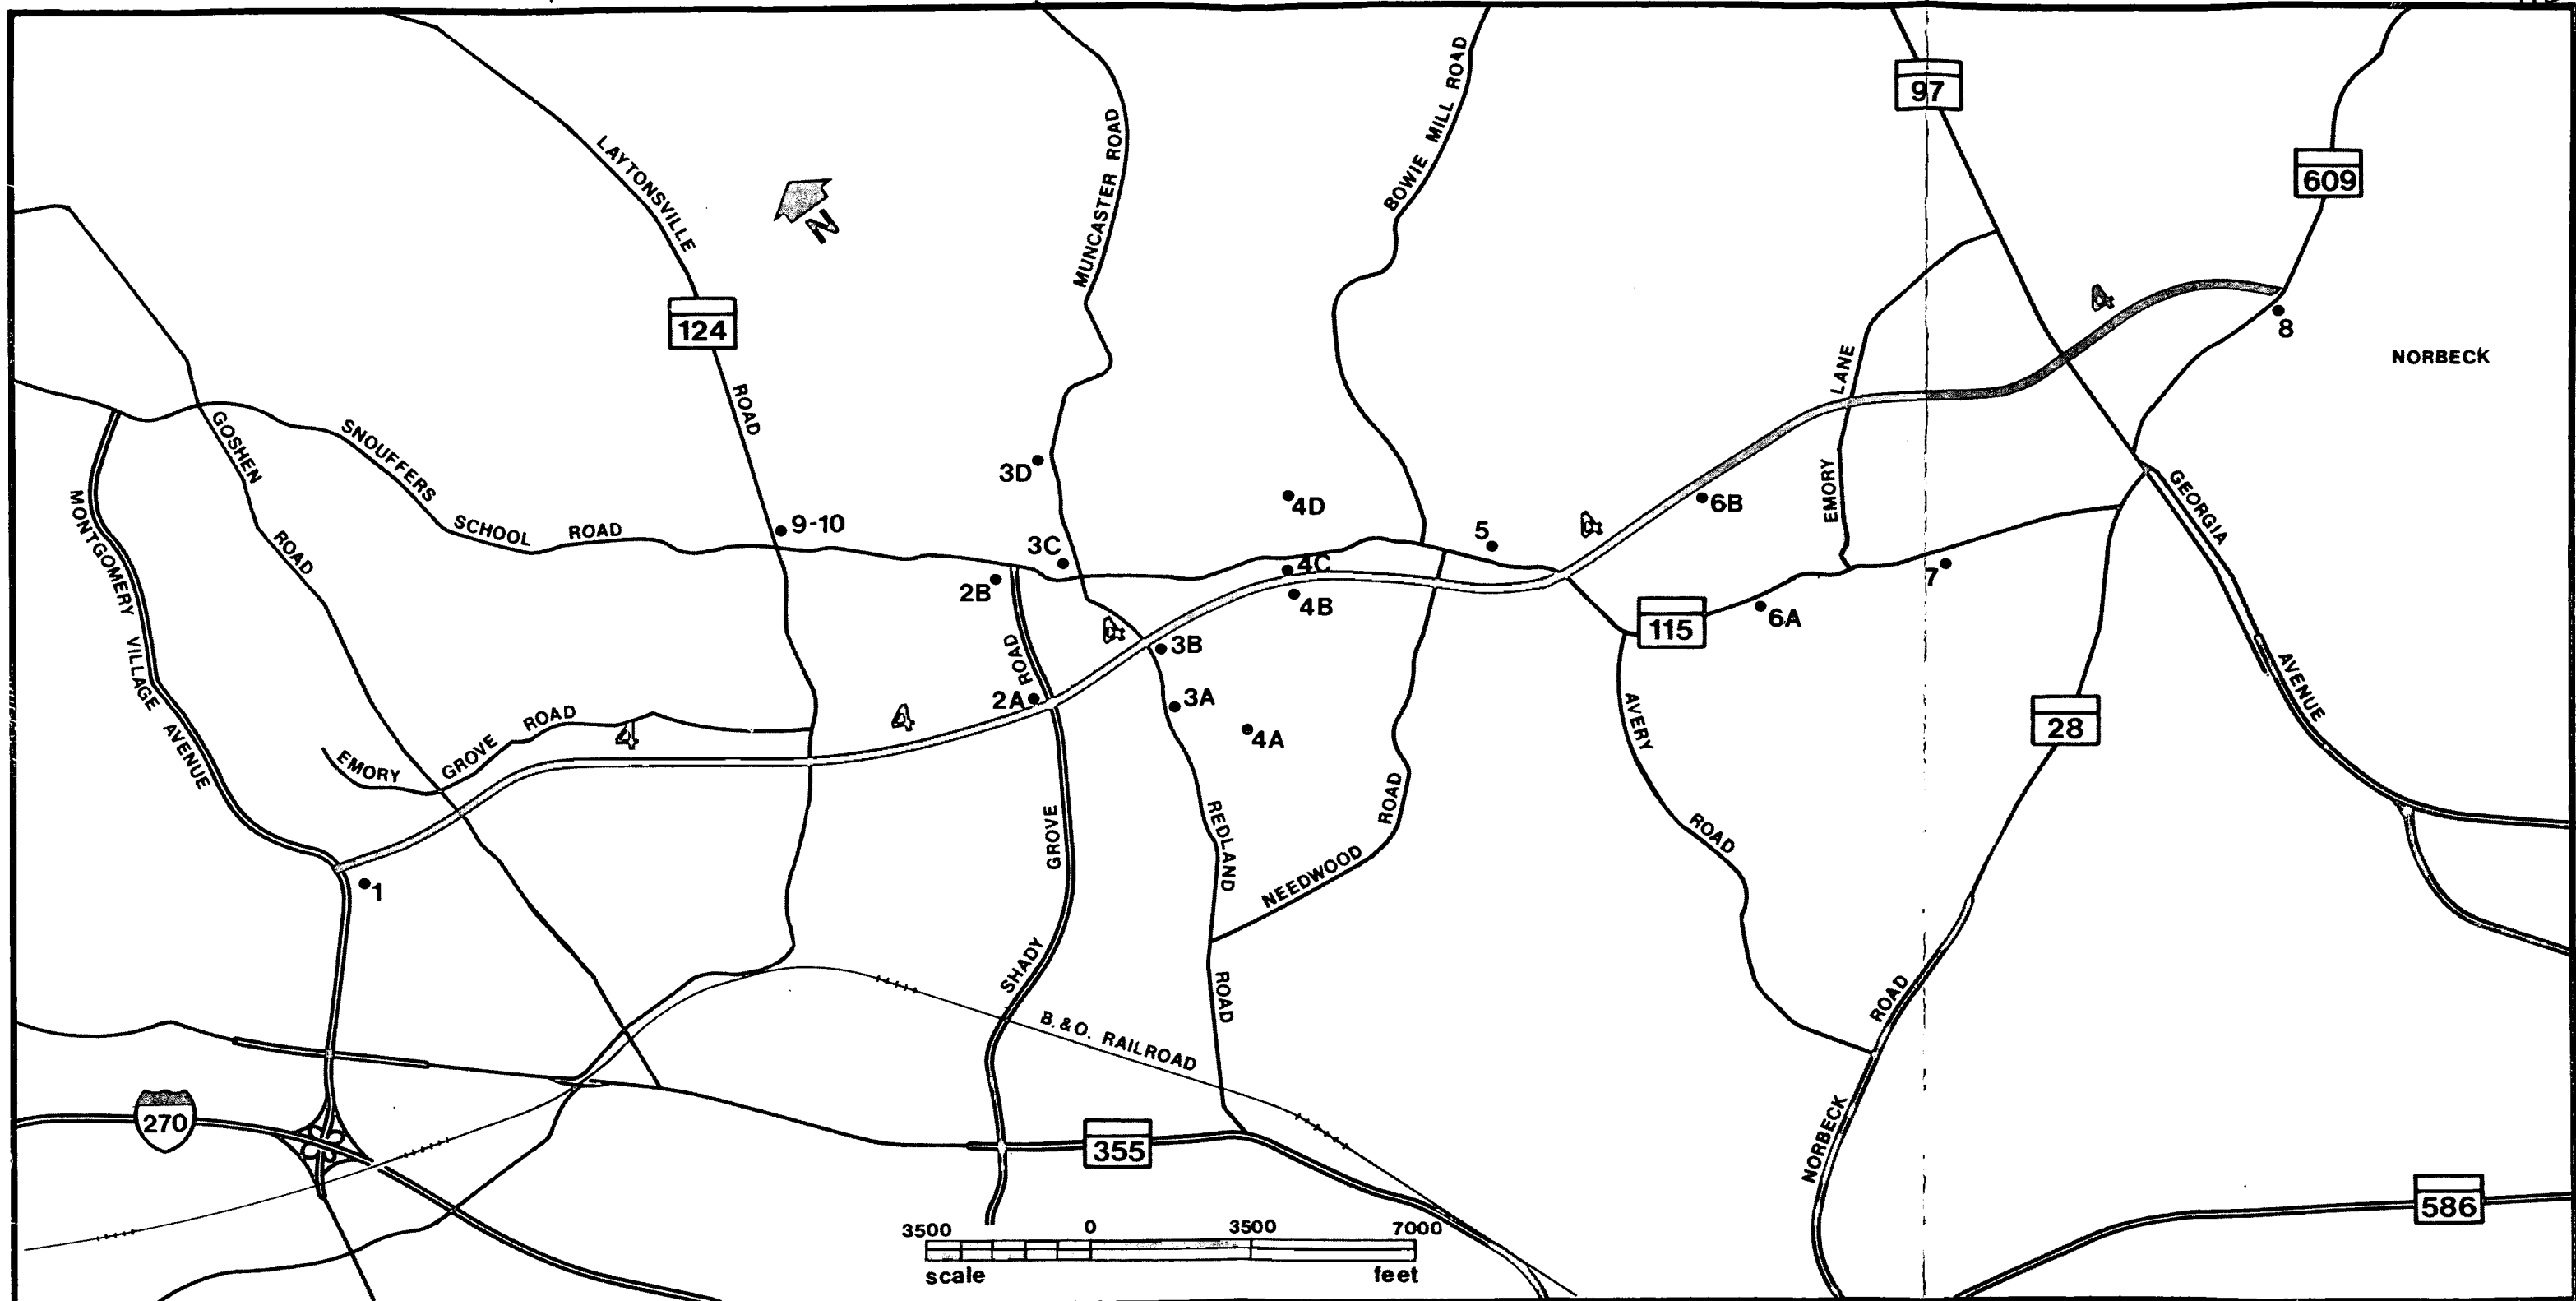 97
609
LAYTONSVILLE
ROAD
124
N
MUNCASTER ROAD
BOWIE MILL ROAD
4
8
NORBECK
EMORY LANE
GOSHEN
ROAD
SNOUFFERS
SCHOOL ROAD
9-10
3D
3C
4D
4C
4B
5
4
6B
6A
7
115
GEORGIA
AVENUE
MONTGOMERY VILLAGE AVENUE
2B
2A
ROAD
4
3B
3A
4A
EMORY GROVE ROAD
4
4
1
GROVE
SHADY
REDLAND
ROAD
NEEDWOOD ROAD
AVERY
ROAD
28
B.&O. RAILROAD
ROAD
NORBECK
270
355
586
3500 0 3500 7000
scale feet